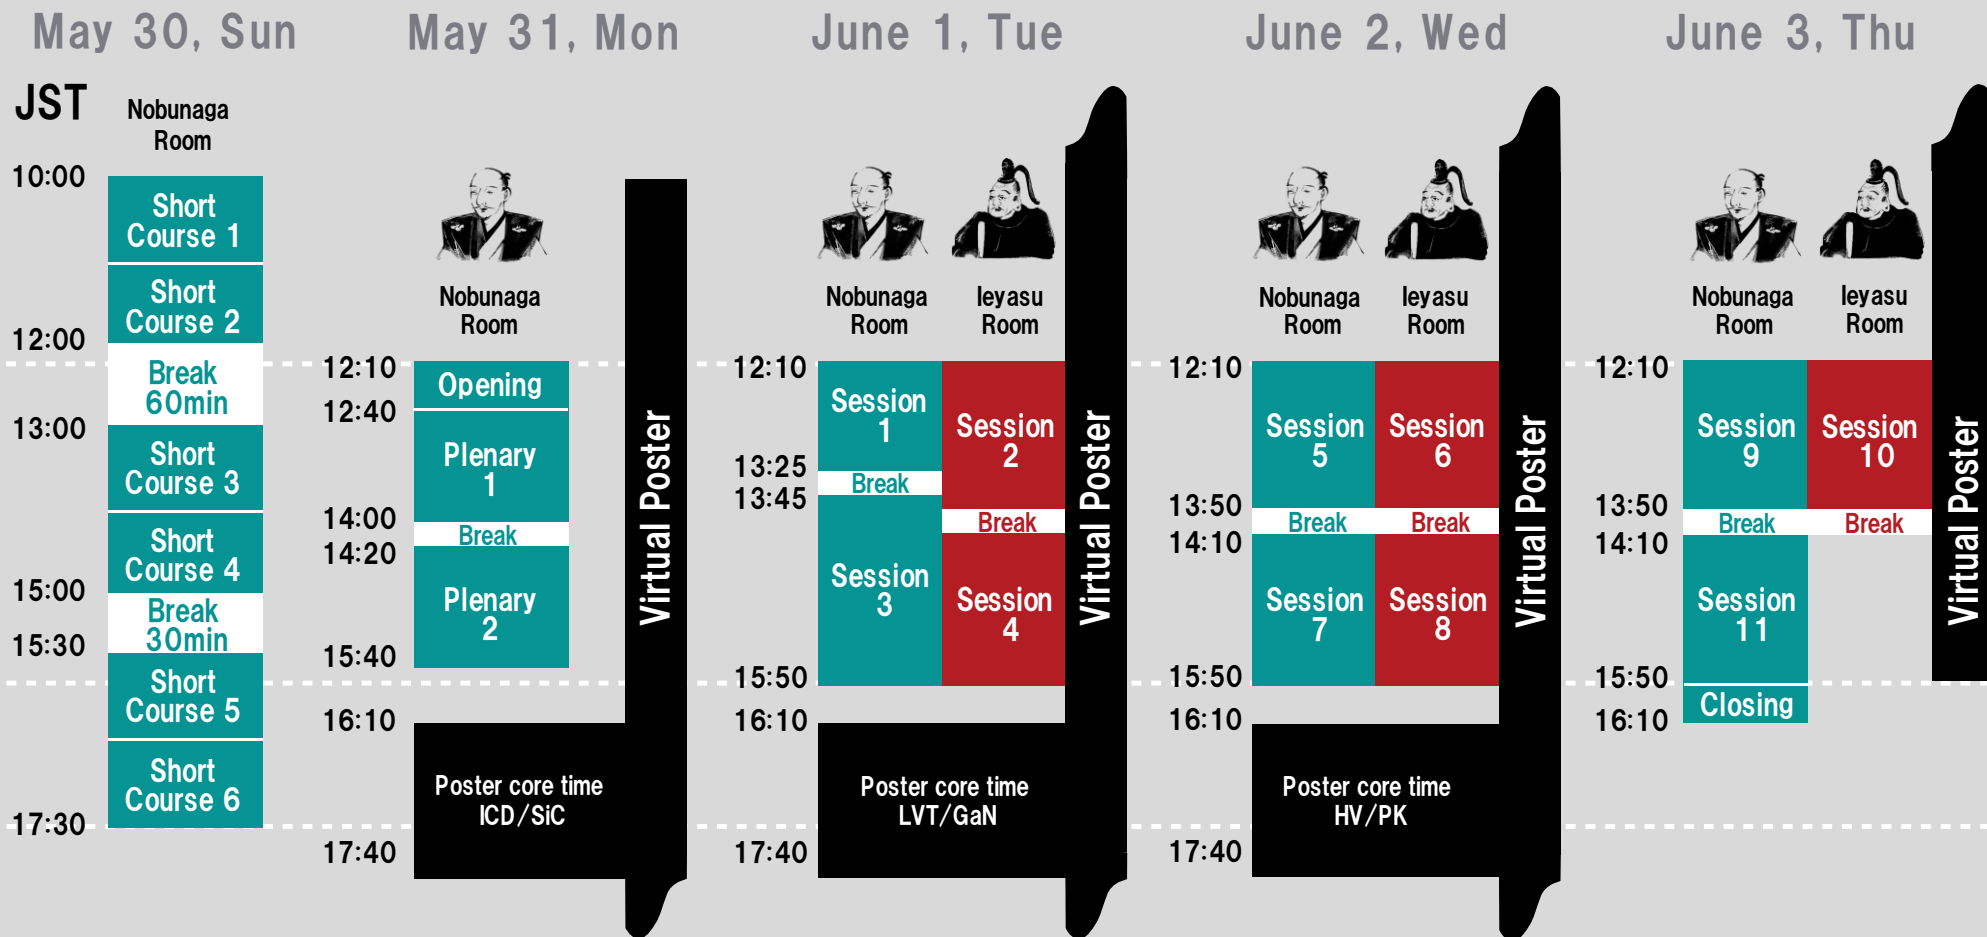 May 30, Sun
May 31, Mon
June 1, Tue
June 2, Wed
June 3, Thu
JST
Nobunaga
Room
10:00
Short
Course 1
Short
Course 2
12:00
Break
60min
13:00
Short
Course 3
Short
Course 4
15:00
Break
30min
15:30
Short
Course 5
Short
Course 6
17:30
Nobunaga
Room
12:10
Opening
12:40
Plenary
1
14:00
Break
14:20
Plenary
2
15:40
16:10
Poster core time
ICD/SiC
17:40
Virtual Poster
Nobunaga
Room
Ieyasu
Room
12:10
Session
1
Session
2
13:25
Break
13:45
Break
Session
3
Session
4
15:50
16:10
Poster core time
LVT/GaN
17:40
Virtual Poster
Nobunaga
Room
Ieyasu
Room
12:10
Session
5
Session
6
13:50
Break
Break
14:10
Session
7
Session
8
15:50
16:10
Poster core time
HV/PK
17:40
Virtual Poster
Nobunaga
Room
Ieyasu
Room
12:10
Session
9
Session
10
13:50
Break
Break
14:10
Session
11
15:50
Closing
16:10
Virtual Poster